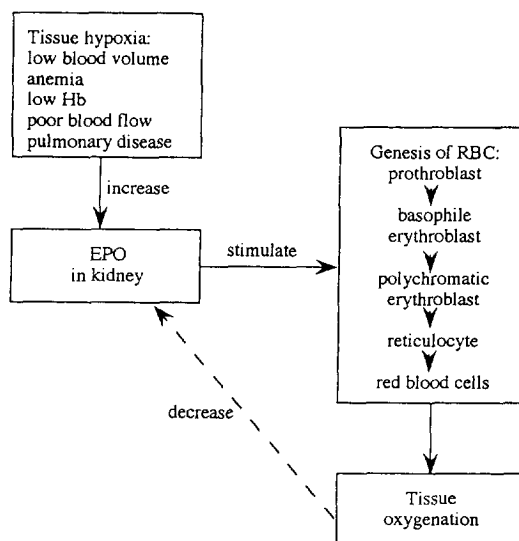 Tissue hypoxia:
low blood volume
anemia
low Hb
poor blood flow
pulmonary disease
increase
EPO
in kidney
stimulate
Genesis of RBC:
prothroblast
basophile
erythroblast
polychromatic
erythroblast
reticulocyte
red blood cells
decrease
Tissue
oxygenation